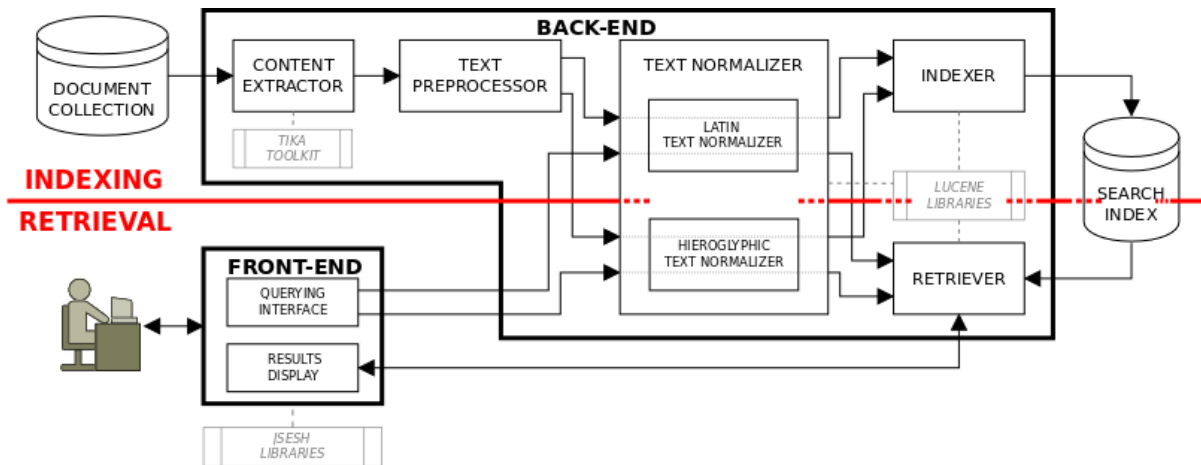 BACK-END
DOCUMENT
COLLECTION
CONTENT
EXTRACTOR
TIKA
TOOLKIT
TEXT
PREPROCESSOR
TEXT NORMALIZER
LATIN
TEXT NORMALIZER
HIEROGLYPHIC
TEXT NORMALIZER
INDEXER
LUCENE
LIBRARIES
RETRIEVER
SEARCH
INDEX
INDEXING
RETRIEVAL
FRONT-END
QUERYING
INTERFACE
RESULTS
DISPLAY
JSESH
LIBRARIES